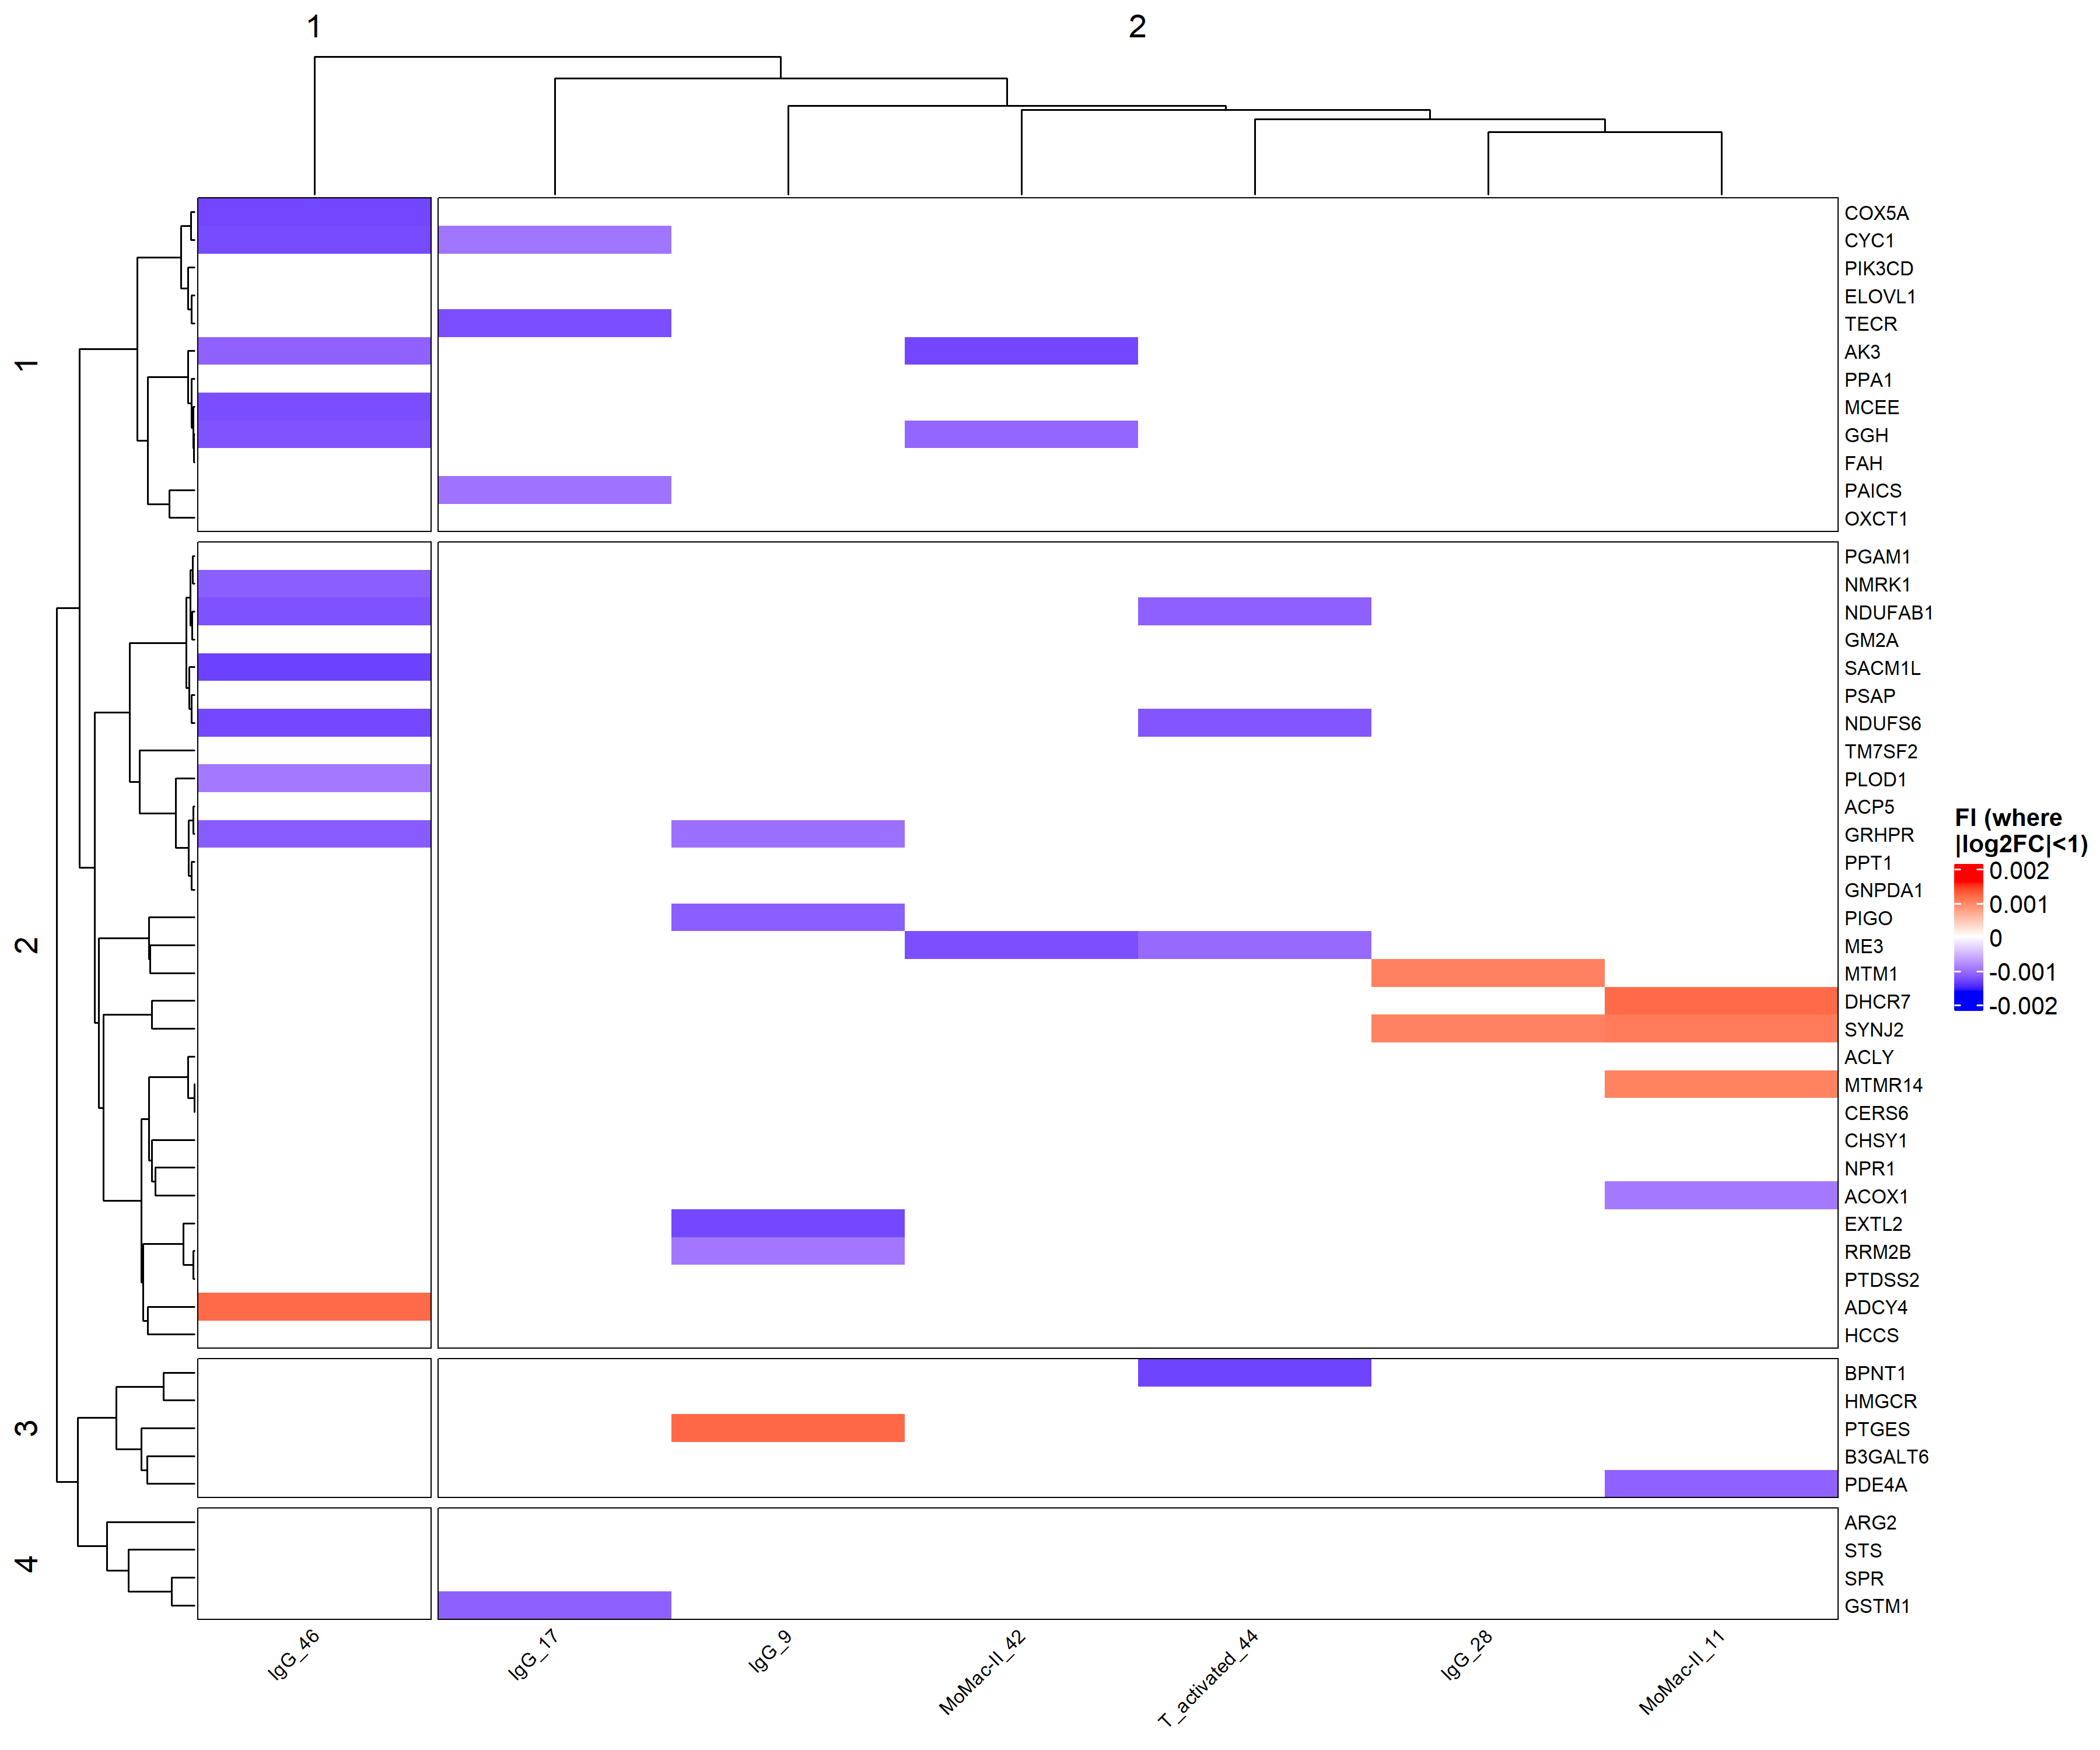 1
2
1
2
3
4
COX5A
CYC1
PIK3CD
ELOVL1
TECR
AK3
PPA1
MCEE
GGH
FAH
PAICS
OXCT1
PGAM1
NMRK1
NDUFAB1
GM2A
SACM1L
PSAP
NDUFS6
TM7SF2
PLOD1
ACP5
GRHPR
PPT1
GNPDA1
PIGO
ME3
MTM1
DHCR7
SYNJ2
ACLY
MTMR14
CERS6
CHSY1
NPR1
ACOX1
EXTL2
RRM2B
PTDSS2
ADCY4
HCCS
BPNT1
HMGCR
PTGES
B3GALT6
PDE4A
ARG2
STS
SPR
GSTM1
IgG_46
IgG_17
IgG_9
MoMac-II_42
T_activated_44
IgG_28
MoMac-II_11
FI (where
|log2FC|<1)
0.002
0.001
0
-0.001
-0.002